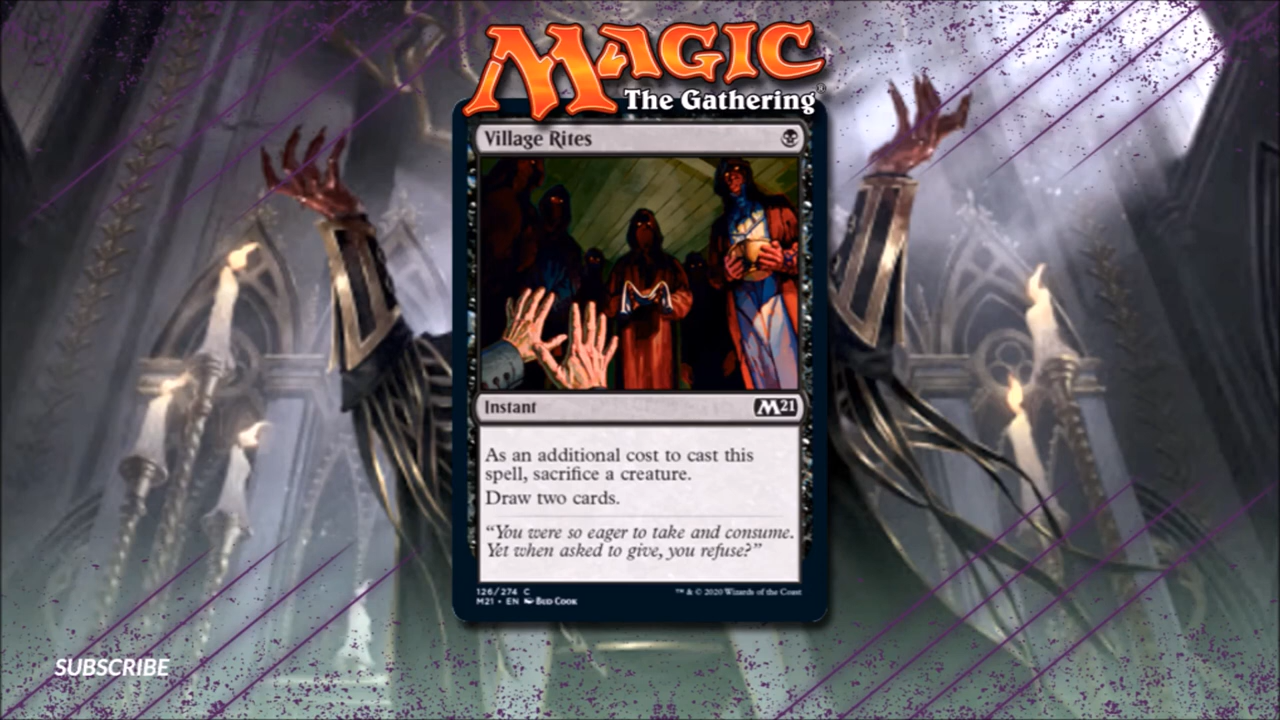 MAGIC
The Gathering®
Village Rites
Instant
M21
As an additional cost to cast this
spell, sacrifice a creature.
Draw two cards.
“You were so eager to take and consume.
Yet when asked to give, you refuse?”
126/274 C
M21 • EN Bud Cook
™ & © 2020 Wizards of the Coast
SUBSCRIBE